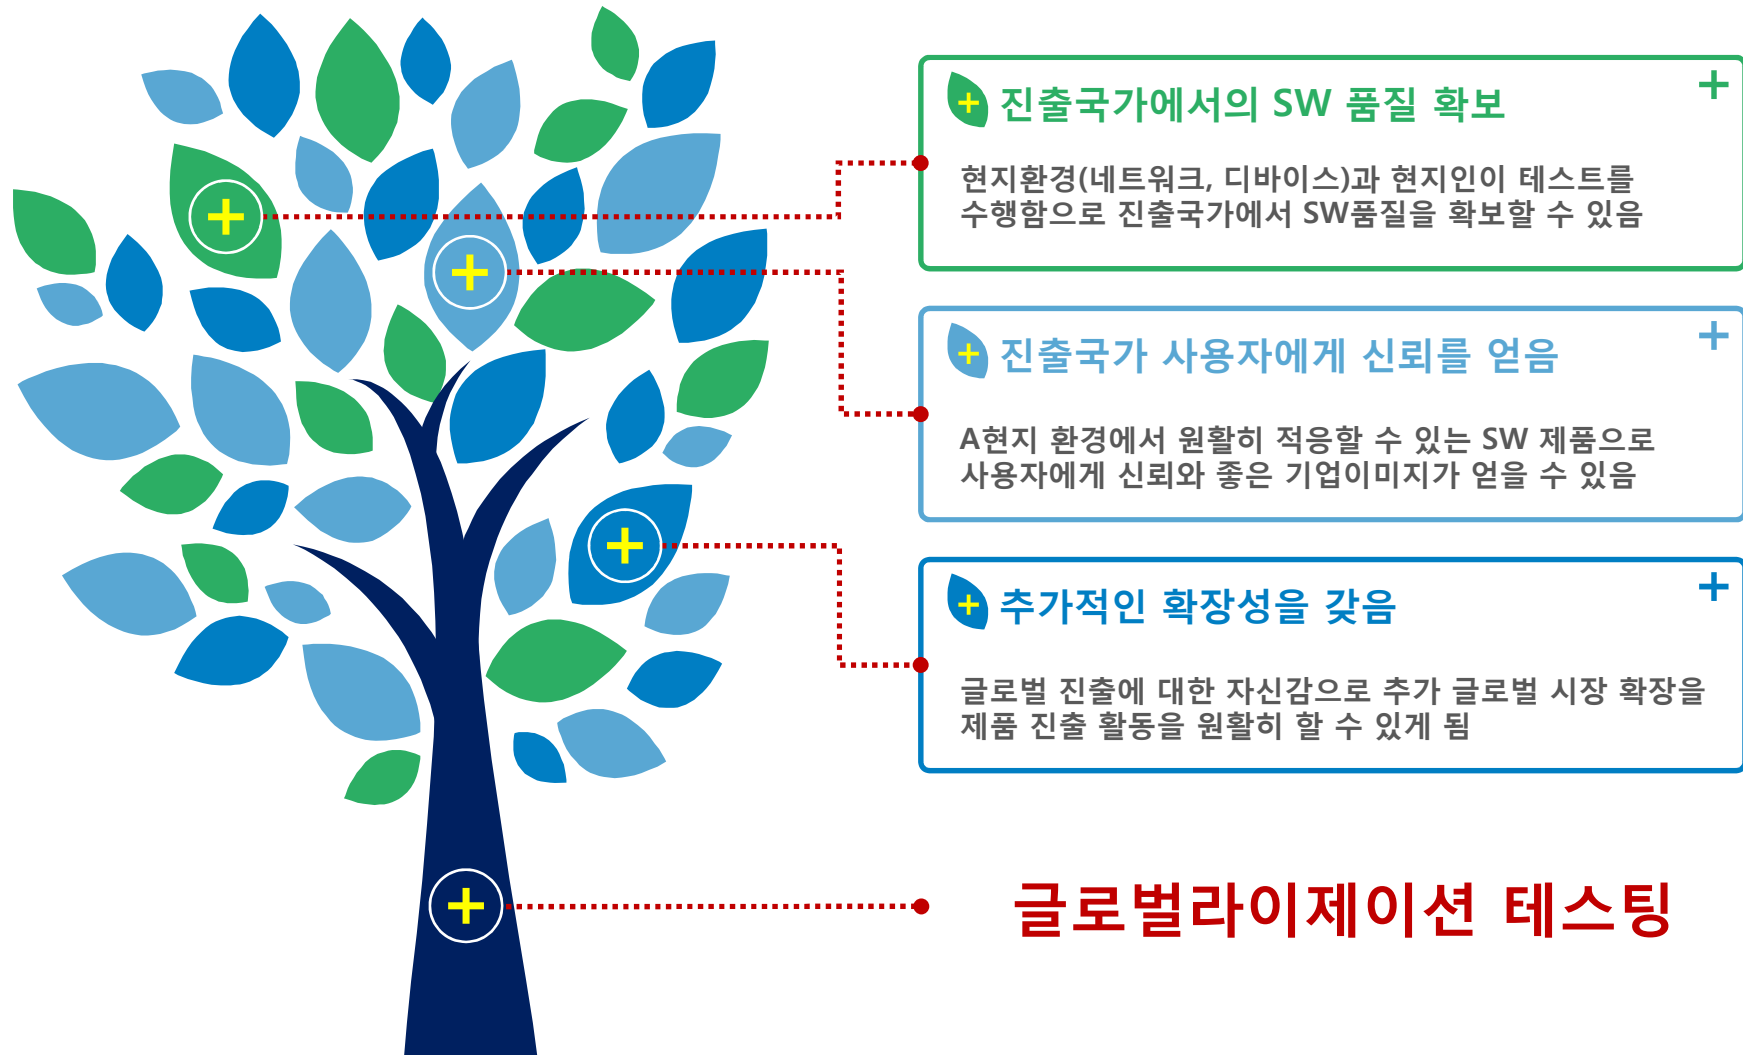 진출국가에서의 SW 품질 확보
현지환경(네트워크, 디바이스)과 현지인이 테스트를
수행함으로 진출국가에서 SW품질을 확보할 수 있음
진출국가 사용자에게 신뢰를 얻음
A현지 환경에서 원활히 적응할 수 있는 SW 제품으로
사용자에게 신뢰와 좋은 기업이미지가 얻을 수 있음
추가적인 확장성을 갖음
글로벌 진출에 대한 자신감으로 추가 글로벌 시장 확장을
제품 진출 활동을 원활히 할 수 있게 됨
글로벌라이제이션 테스팅